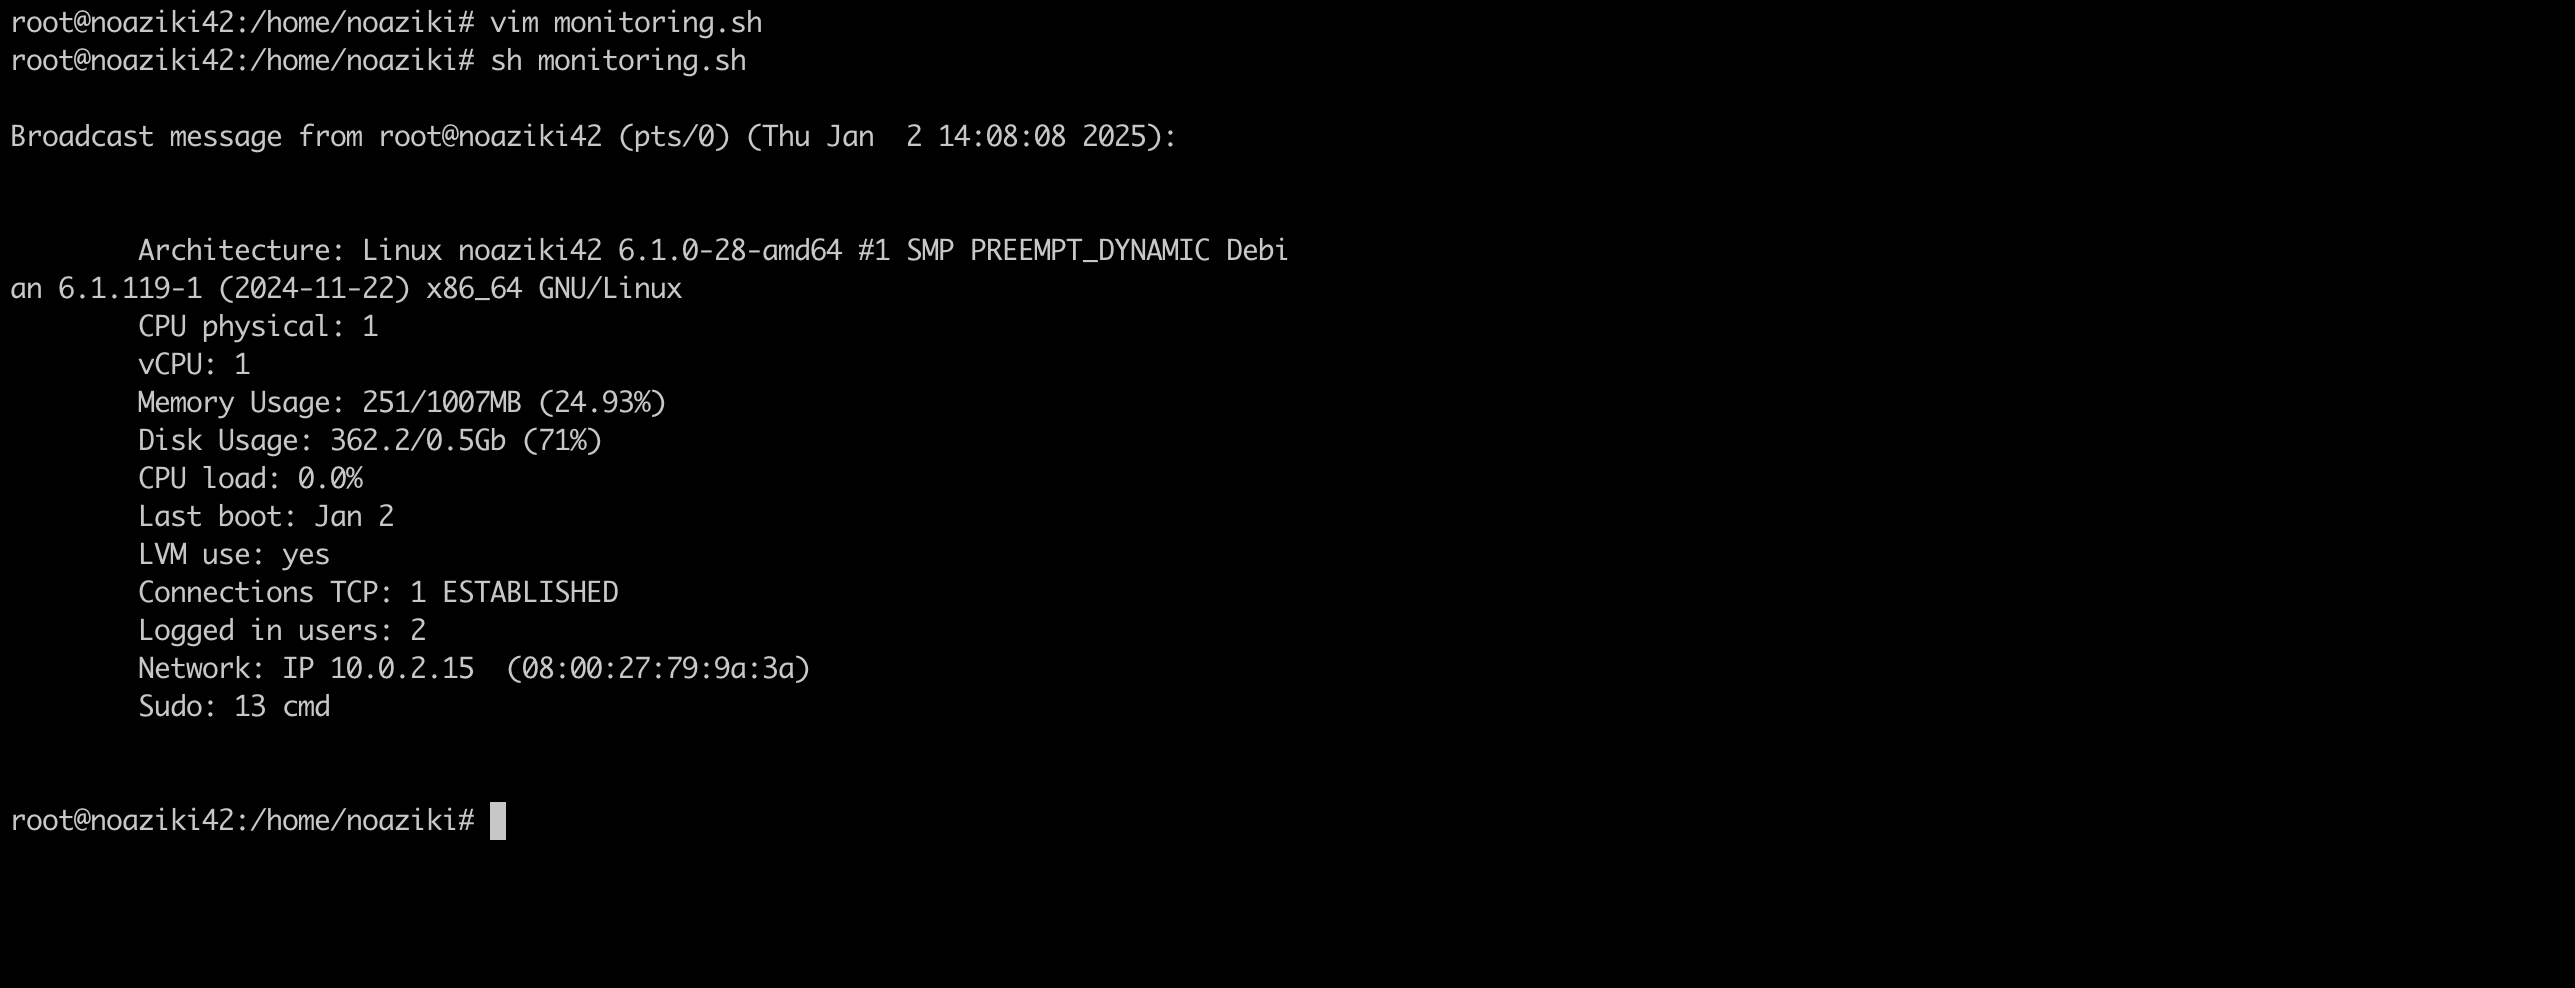 root@noaziki42:/home/noaziki# vim monitoring.sh
root@noaziki42:/home/noaziki# sh monitoring.sh
Broadcast message from root@noaziki42 (pts/0) (Thu Jan  2 14:08:08 2025):
Architecture: Linux noaziki42 6.1.0-28-amd64 #1 SMP PREEMPT_DYNAMIC Debi
an 6.1.119-1 (2024-11-22) x86_64 GNU/Linux
CPU physical: 1
vCPU: 1
Memory Usage: 251/1007MB (24.93%)
Disk Usage: 362.2/0.5Gb (71%)
CPU load: 0.0%
Last boot: Jan 2
LVM use: yes
Connections TCP: 1 ESTABLISHED
Logged in users: 2
Network: IP 10.0.2.15  (08:00:27:79:9a:3a)
Sudo: 13 cmd
root@noaziki42:/home/noaziki#